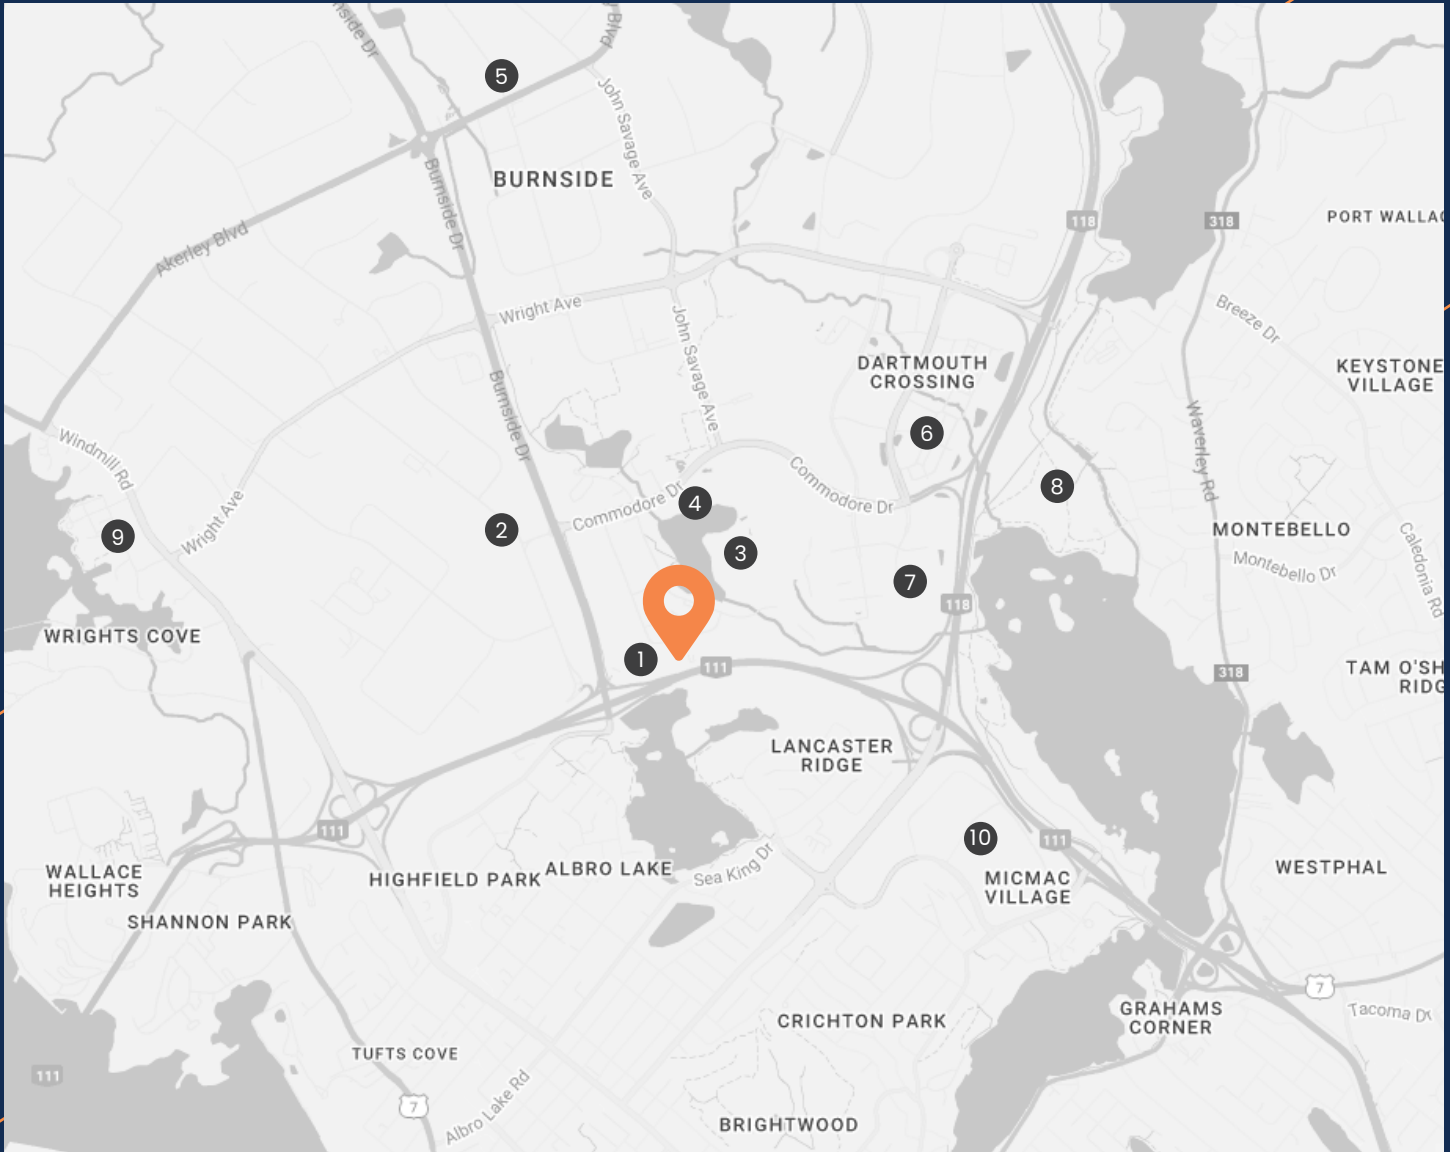 nside Dr
Blvd
5
John Savage Ave
BURNSIDE
Burnside Dr
118
318
PORT WALLAC
Akerley Blvd
Wright Ave
Breeze Dr
John Savage Ave
DARTMOUTH
CROSSING
KEYSTONE
VILLAGE
Burnside Dr
6
Windmill Rd
Waverley Rd
Commodore Dr
8
Commodore Dr
4
Wright Ave
2
9
MONTEBELLO
3
Montebello Dr
Caledonia Rd
7
118
WRIGHTS COVE
1
111
318
TAM O'SH
RIDG
LANCASTER
RIDGE
111
10
111
Sea King Dr
WALLACE
HEIGHTS
HIGHFIELD PARK
ALBRO LAKE
MICMAC
VILLAGE
WESTPHAL
SHANNON PARK
7
GRAHAMS
CORNER
Tacoma Dr
CRICHTON PARK
TUFTS COVE
111
7
Albro Lake Rd
BRIGHTWOOD